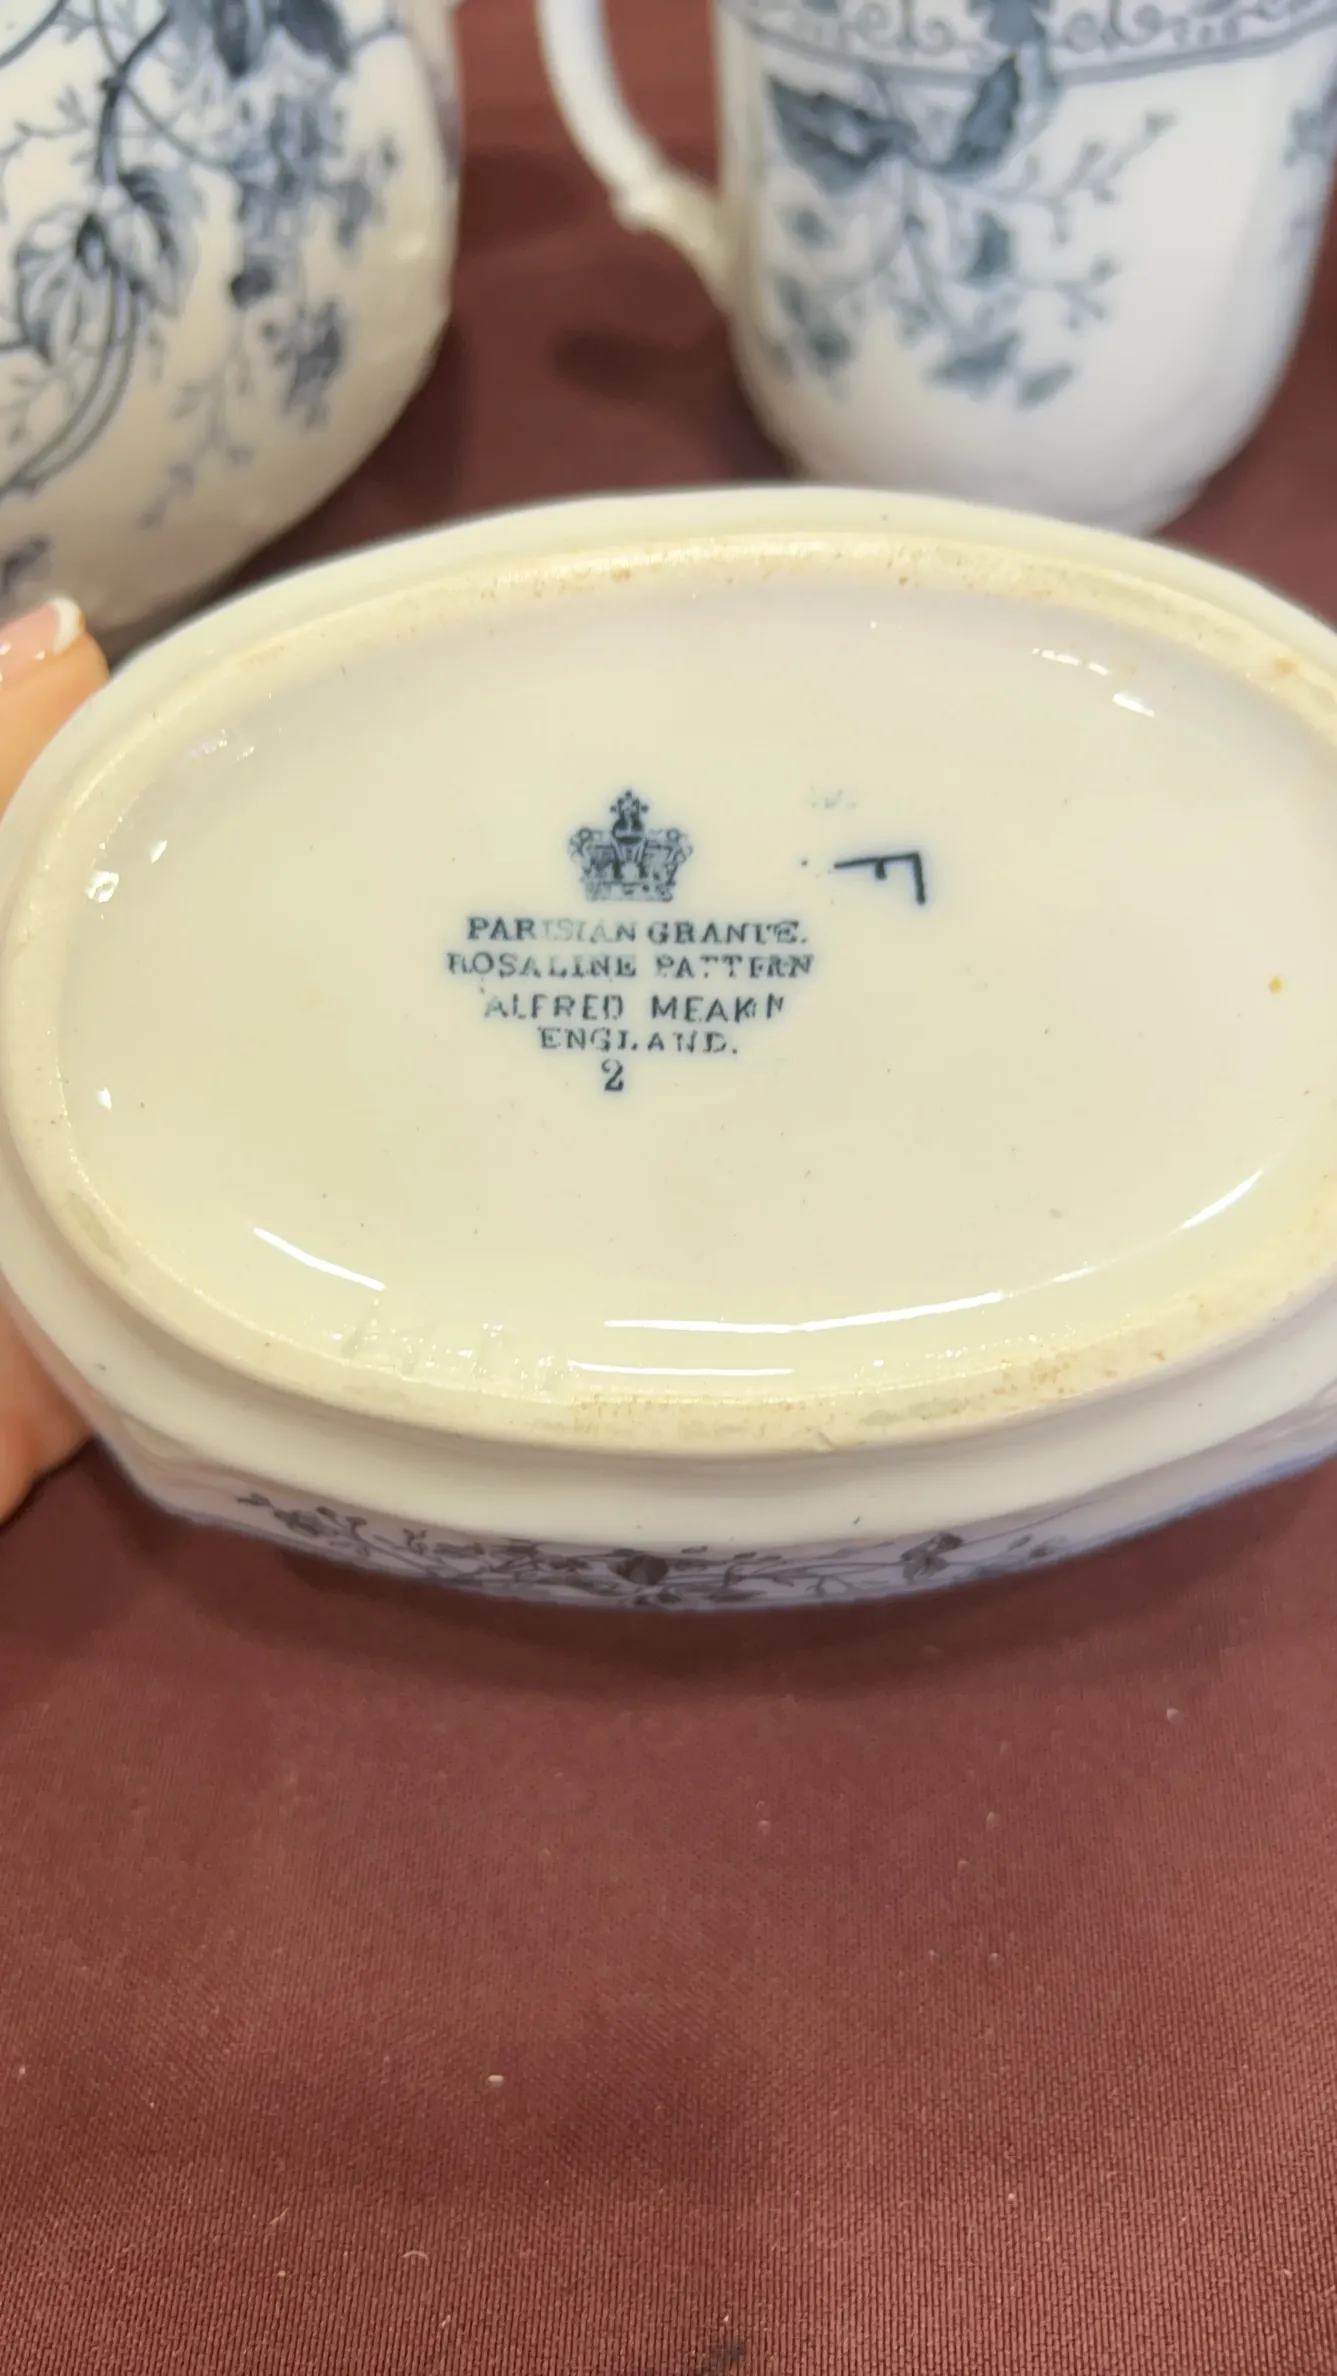 PARISIAN GRANITE.
ROSALINE PATTERN
ALFRED MEAKIN
ENGLAND.
2
F